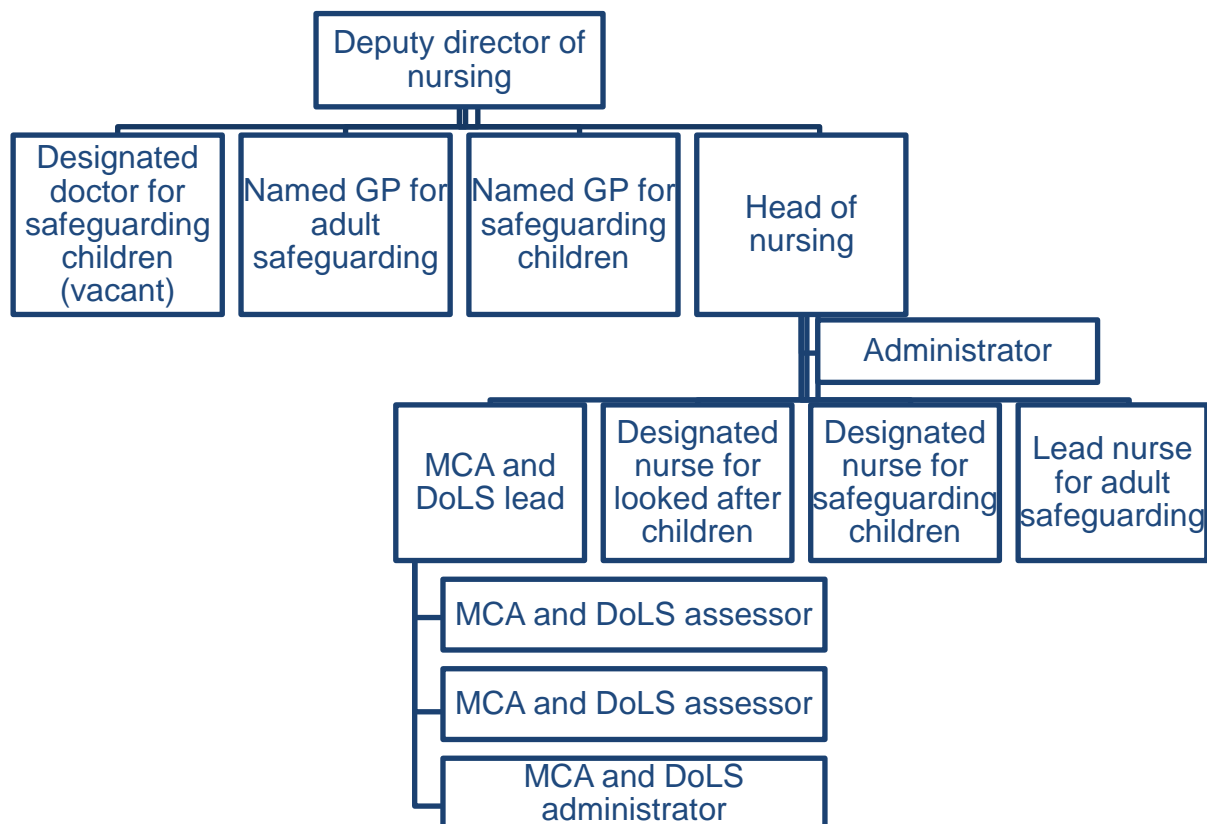 Deputy director of
nursing
Designated
doctor for
safeguarding
children
(vacant)
Named GP for
adult
safeguarding
Named GP for
safeguarding
children
Head of
nursing
Administrator
MCA and
DoLS lead
Designated
nurse for
looked after
children
Designated
nurse for
safeguarding
children
Lead nurse
for adult
safeguarding
MCA and DoLS assessor
MCA and DoLS assessor
MCA and DoLS
administrator